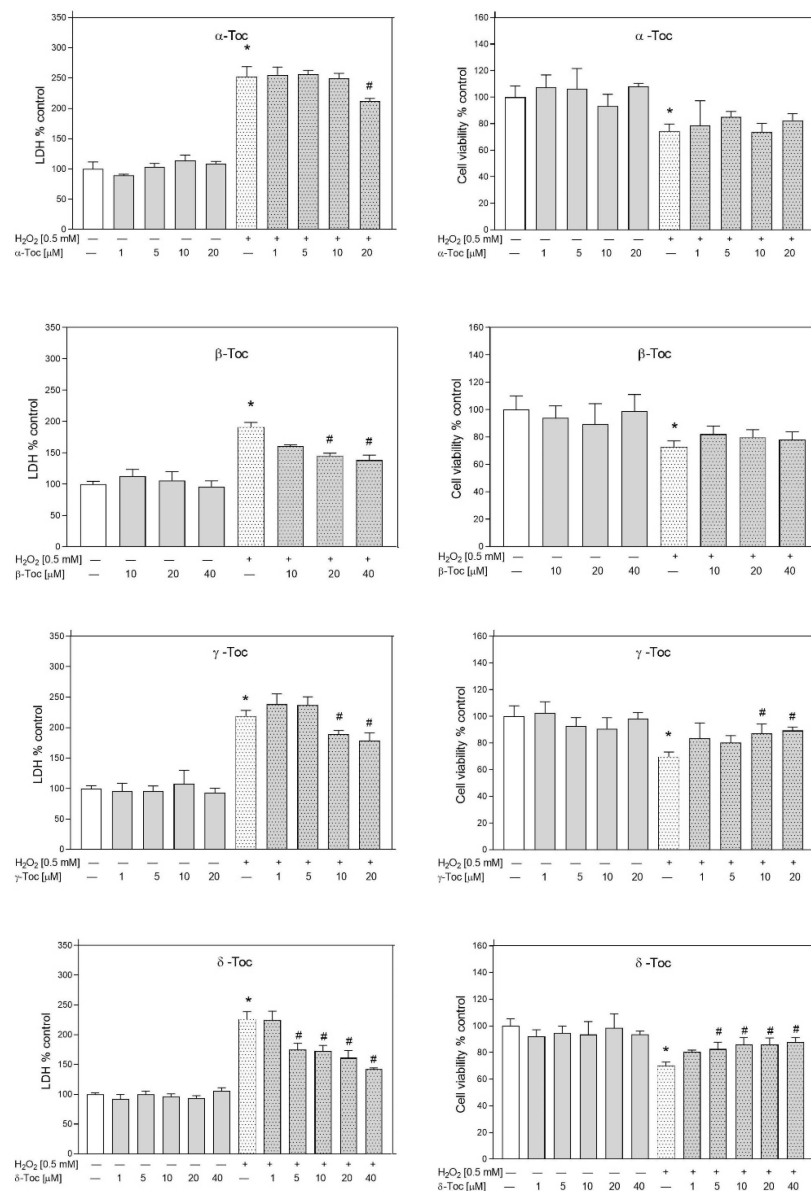 α-Toc
LDH % control
350
300
250
200
150
100
50
0
*
#
H₂O₂ [0.5 mM] — — — — — + + + + +
α-Toc [μM] — 1 5 10 20 — 1 5 10 20
α -Toc
Cell viability % control
160
140
120
100
80
60
40
20
0
*
H₂O₂ [0.5 mM] — — — — — + + + + +
α-Toc [μM] — 1 5 10 20 — 1 5 10 20
β-Toc
LDH % control
350
300
250
200
150
100
50
0
*
# #
H₂O₂ [0.5 mM] — — — — + + + +
β-Toc [μM] — 10 20 40 — 10 20 40
β-Toc
Cell viability % control
160
140
120
100
80
60
40
20
0
*
H₂O₂ [0.5 mM] — — — — + + + +
β-Toc [μM] — 10 20 40 — 10 20 40
γ -Toc
LDH % control
350
300
250
200
150
100
50
0
*
# #
H₂O₂ [0.5 mM] — — — — — + + + + +
γ-Toc [μM] — 1 5 10 20 — 1 5 10 20
γ -Toc
Cell viability % control
160
140
120
100
80
60
40
20
0
*
# #
H₂O₂ [0.5 mM] — — — — — + + + + +
γ-Toc [μM] — 1 5 10 20 — 1 5 10 20
δ -Toc
LDH % control
350
300
250
200
150
100
50
0
*
# # # #
H₂O₂ [0.5 mM] — — — — — — + + + + + +
δ-Toc [μM] — 1 5 10 20 40 — 1 5 10 20 40
δ -Toc
Cell viability % control
160
140
120
100
80
60
40
20
0
*
# # # #
H₂O₂ [0.5 mM] — — — — — — + + + + + +
δ-Toc [μM] — 1 5 10 20 40 — 1 5 10 20 40